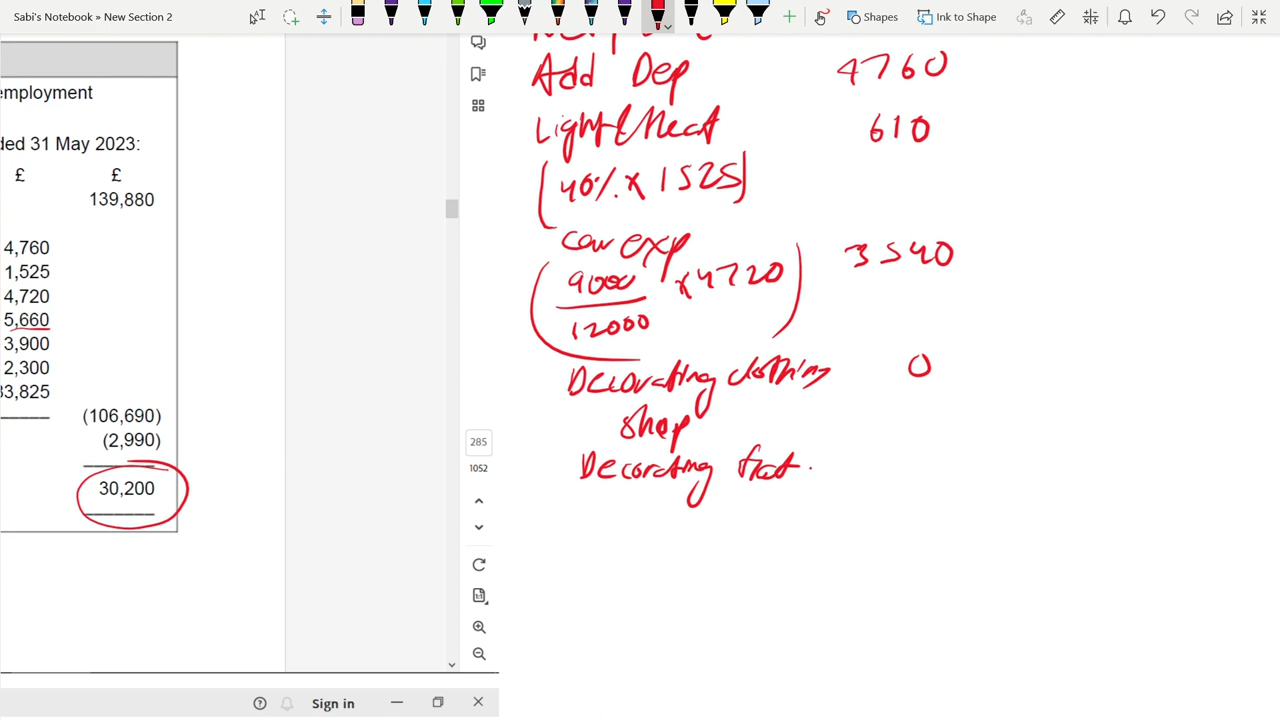 Sabi's Notebook » New Section 2
Shapes
Ink to Shape
employment
ded 31 May 2023:
£ £
139,880
4,760
1,525
4,720
5,660
3,900
2,300
33,825
(106,690)
(2,990)
30,200
285
1052
Sign in
Add Dep 4760
Light & Heat 610
(40% x 1525)
Car exp 3540
(9000
12000 x 4720)
Decorating clothing 0
shop
Decorating flat